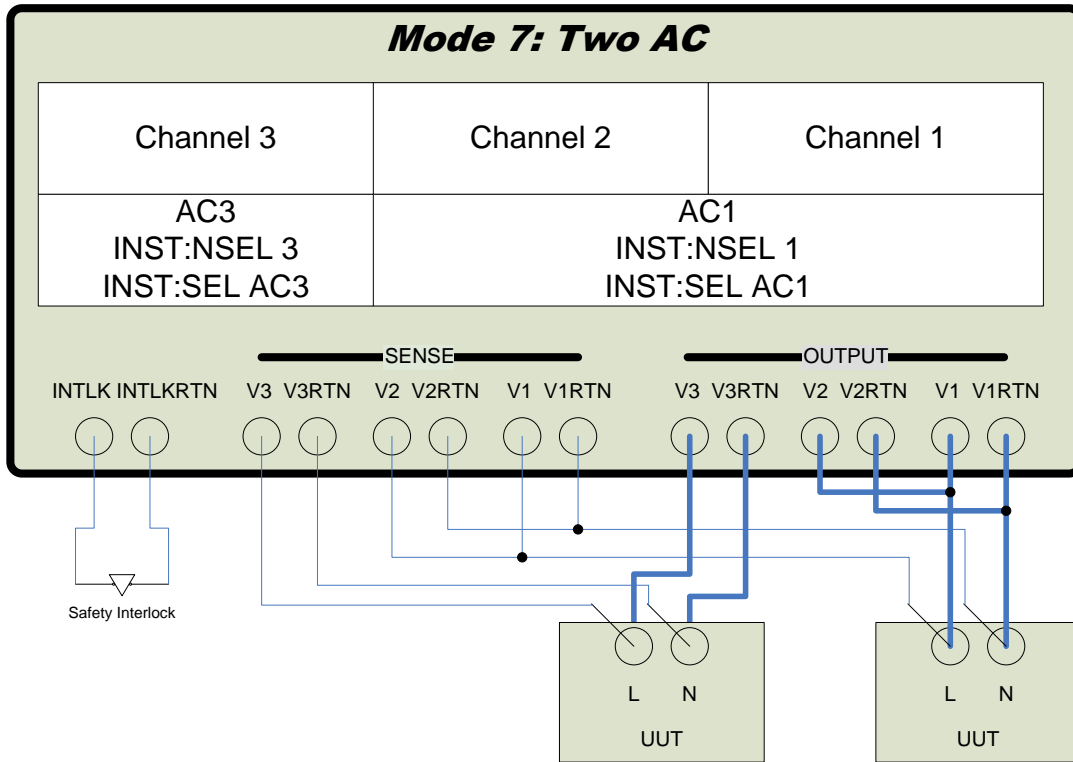 Mode 7: Two AC
Channel 3 Channel 2 Channel 1
AC3
INST:NSEL 3
INST:SEL AC3
AC1
INST:NSEL 1
INST:SEL AC1
SENSE OUTPUT
INTLK INTLKRTN V3 V3RTN V2 V2RTN V1 V1RTN V3 V3RTN V2 V2RTN V1 V1RTN
Safety Interlock
L N L N
UUT UUT